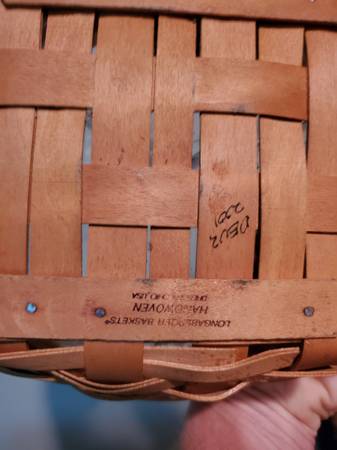 LONGABERGER BASKETS®
HANDWOVEN
DRESDEN, OHIO, USA
2001